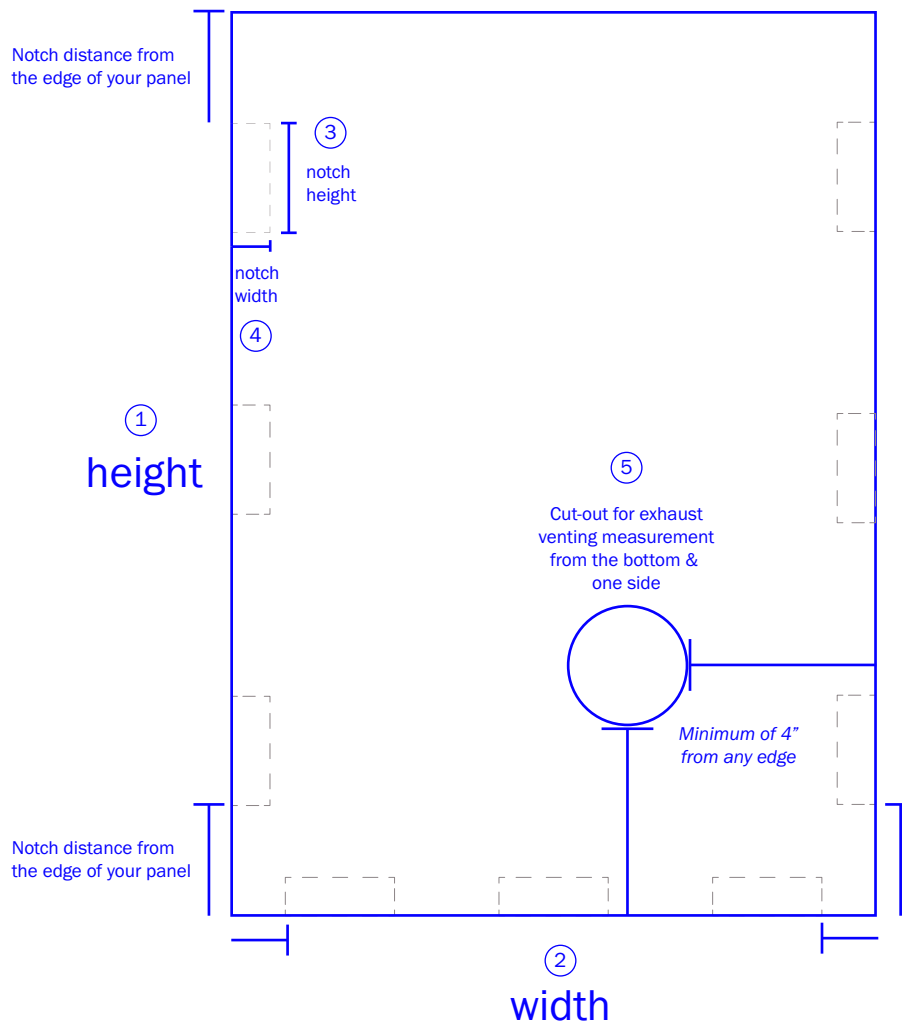 Notch distance from
the edge of your panel
3
notch
height
notch
width
4
1
height
5
Cut-out for exhaust
venting measurement
from the bottom &
one side
Minimum of 4”
from any edge
Notch distance from
the edge of your panel
2
width